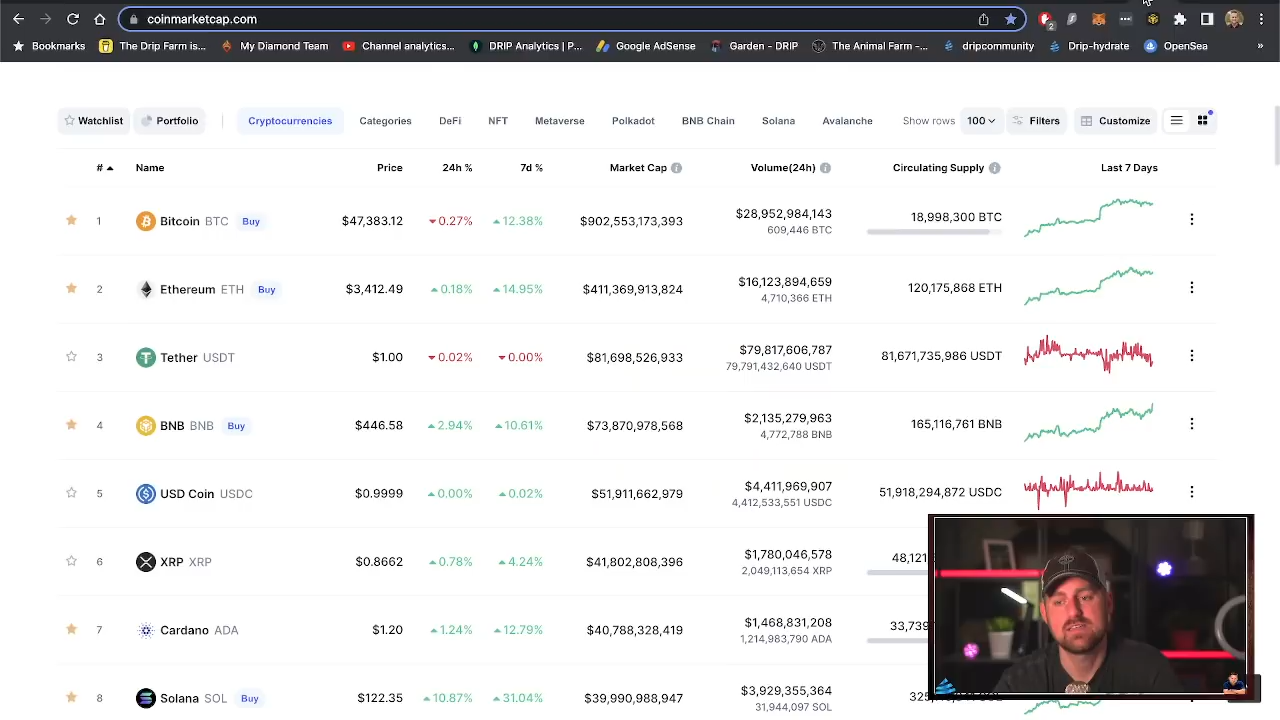 coinmarketcap.com
2
Bookmarks The Drip Farm is... My Diamond Team Channel analytics... DRIP Analytics | P... Google AdSense Garden - DRIP The Animal Farm -... dripcommunity Drip-hydrate OpenSea »
Watchlist Portfolio Cryptocurrencies Categories DeFi NFT Metaverse Polkadot BNB Chain Solana Avalanche Show rows 100 Filters Customize
# Name Price 24h % 7d % Market Cap Volume(24h) Circulating Supply Last 7 Days
1 Bitcoin BTC Buy $47,383.12 0.27% 12.38% $902,553,173,393 $28,952,984,143 18,998,300 BTC
609,446 BTC
2 Ethereum ETH Buy $3,412.49 0.18% 14.95% $411,369,913,824 $16,123,894,659 120,175,868 ETH
4,710,366 ETH
3 Tether USDT $1.00 0.02% 0.00% $81,698,526,933 $79,817,606,787 81,671,735,986 USDT
79,791,432,640 USDT
4 BNB BNB Buy $446.58 2.94% 10.61% $73,870,978,568 $2,135,279,963 165,116,761 BNB
4,772,788 BNB
5 USD Coin USDC $0.9999 0.00% 0.02% $51,911,662,979 $4,411,969,907 51,918,294,872 USDC
4,412,533,551 USDC
6 XRP XRP $0.8662 0.78% 4.24% $41,802,808,396 $1,780,046,578 48,121
2,049,113,654 XRP
7 Cardano ADA $1.20 1.24% 12.79% $40,788,328,419 $1,468,831,208 33,739
1,214,983,790 ADA
8 Solana SOL Buy $122.35 10.87% 31.04% $39,990,988,947 $3,929,355,364 325
31,944,097 SOL